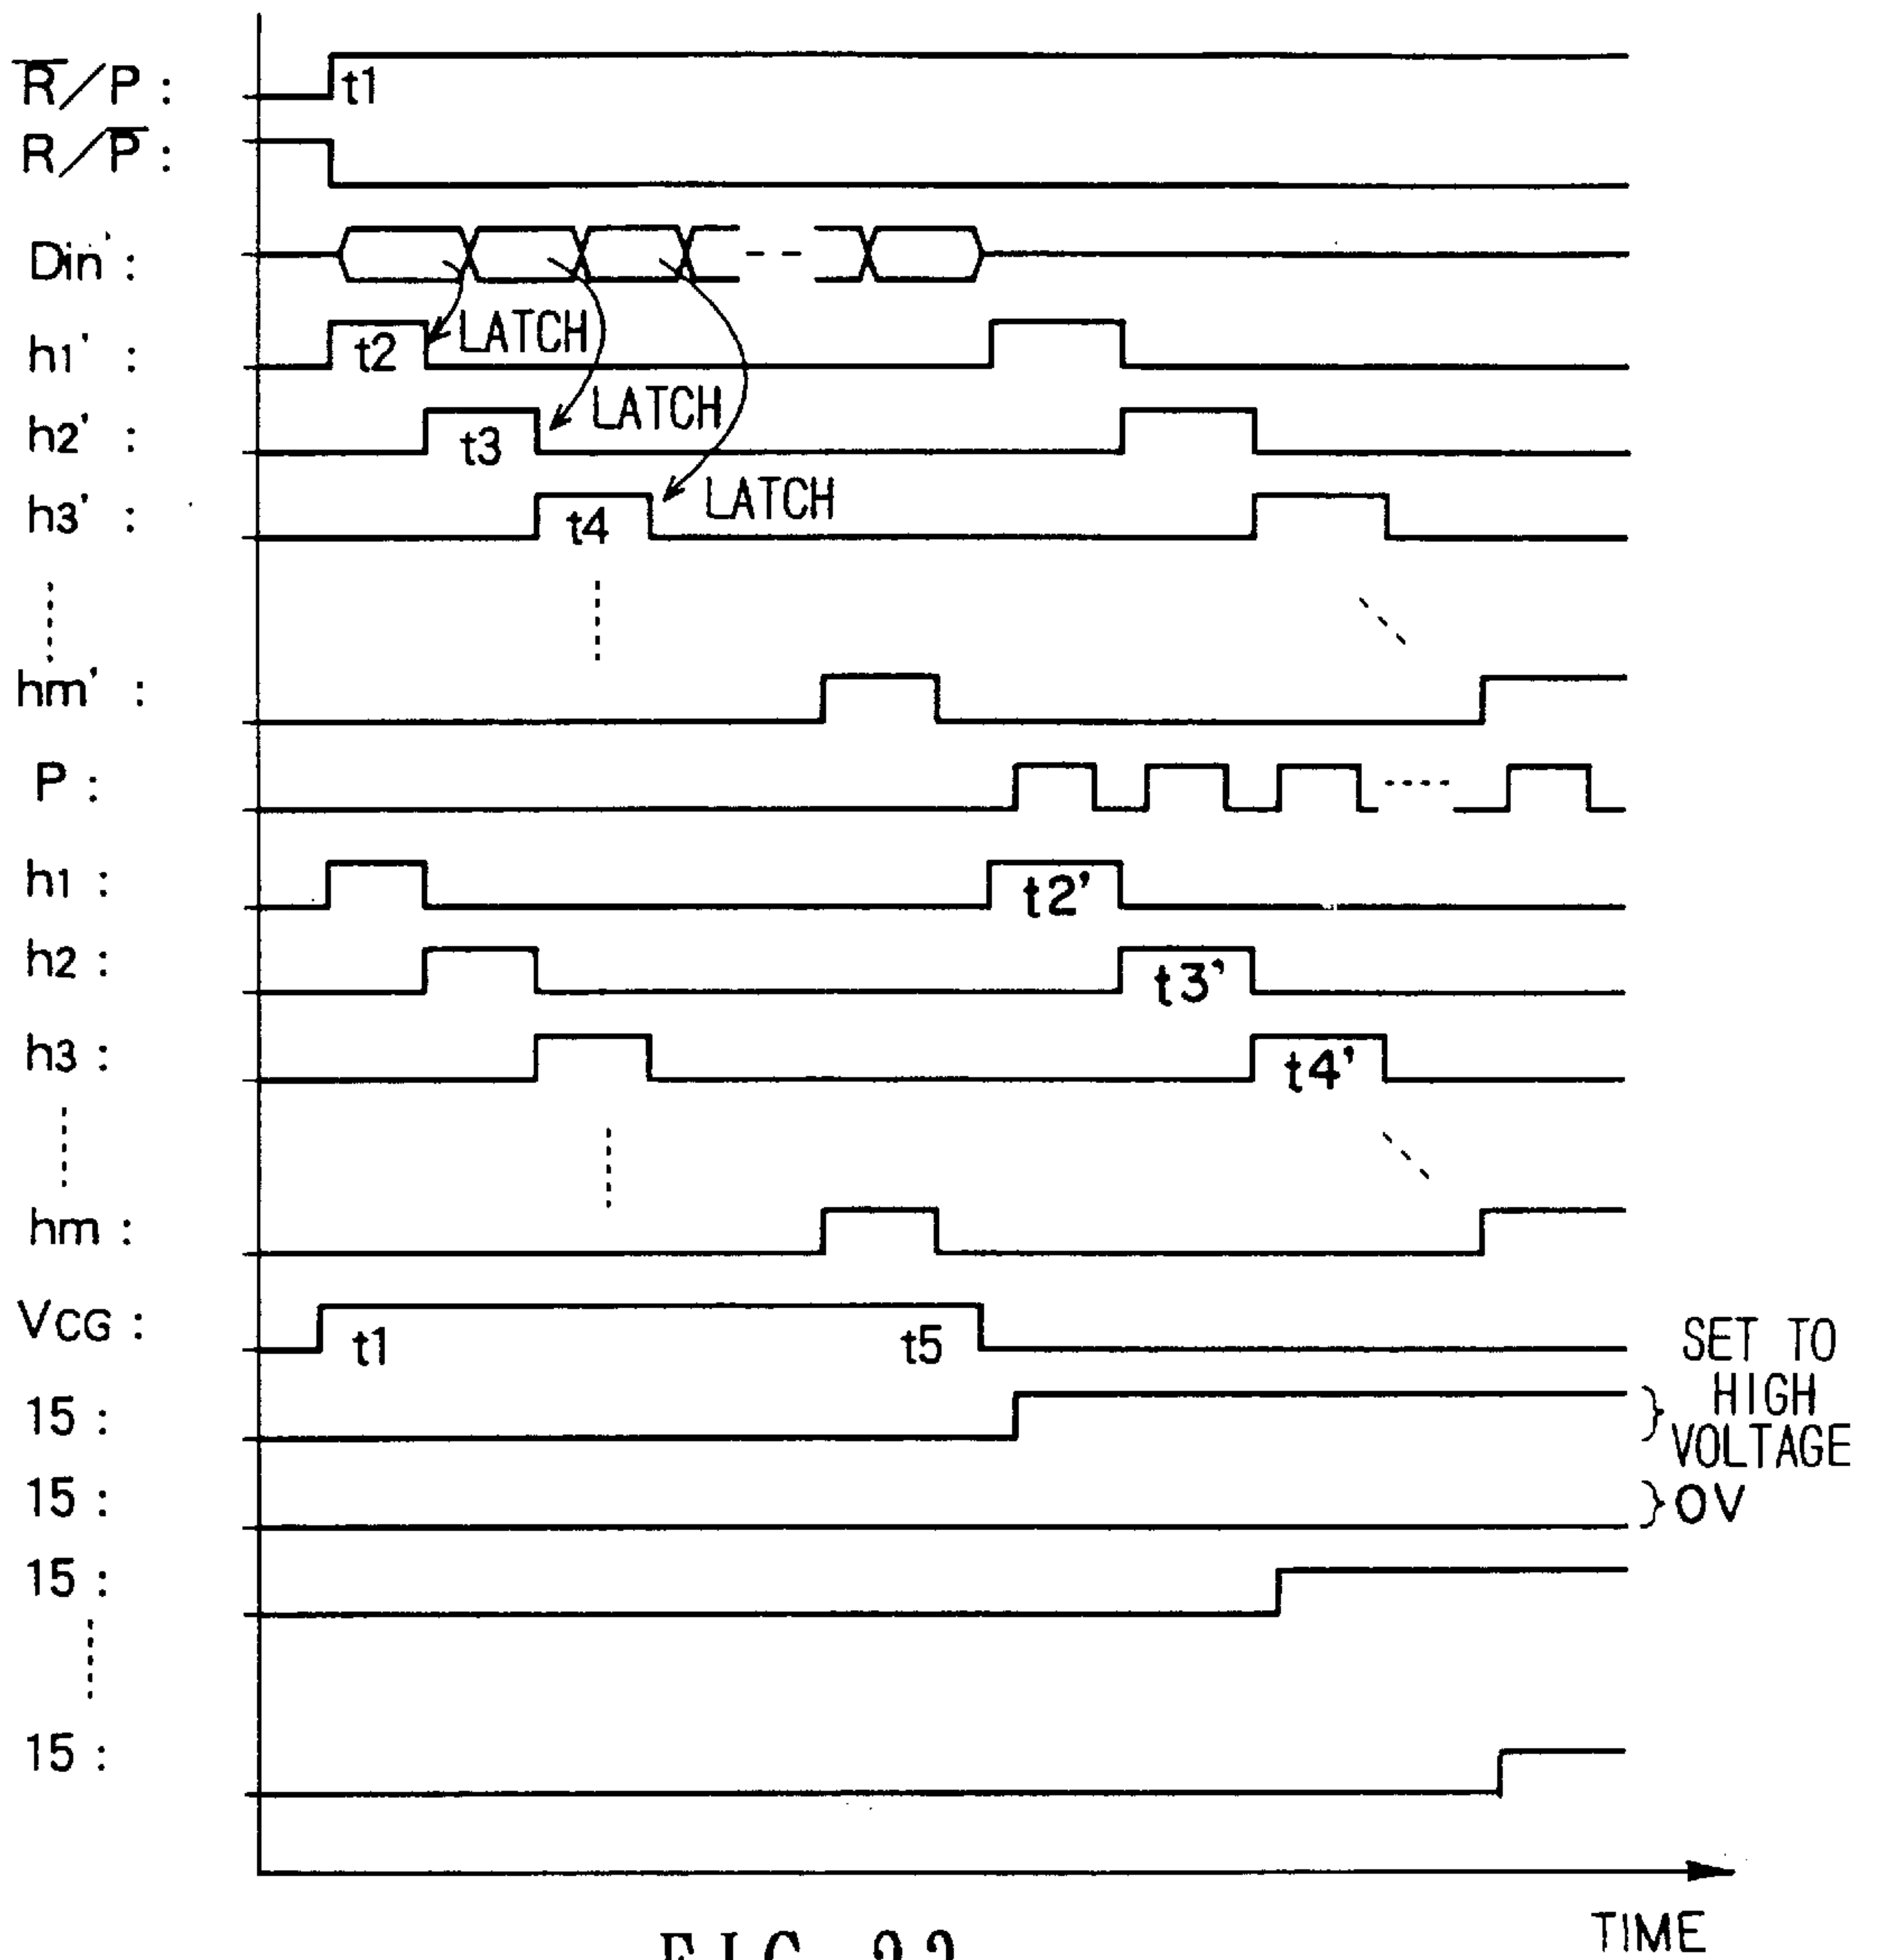 R̅/P :
t1
R/P̅ :
Din' :
h1' :
t2
LATCH
h2' :
t3
LATCH
h3' :
t4
LATCH
hm' :
P :
h1 :
t2'
h2 :
t3'
h3 :
t4'
hm :
VCG :
t1
t5
15 :
SET TO
HIGH
VOLTAGE
15 :
0V
15 :
15 :
TIME